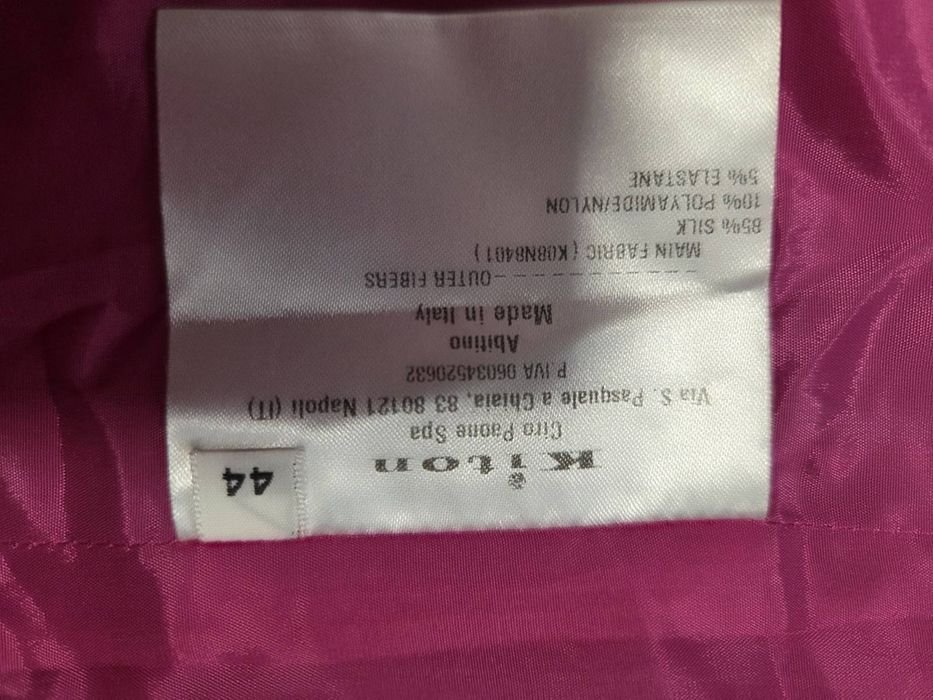 44
Kiton
Ciro Paone Spa
Via S. Pasquale a Chiaia, 83 80121 Napoli (IT)
P.IVA 06034520632
Abitino
Made in Italy
--------------OUTER FIBERS
MAIN FABRIC ( K08N8401 )
85% SILK
10% POLYAMIDE/NYLON
5% ELASTANE